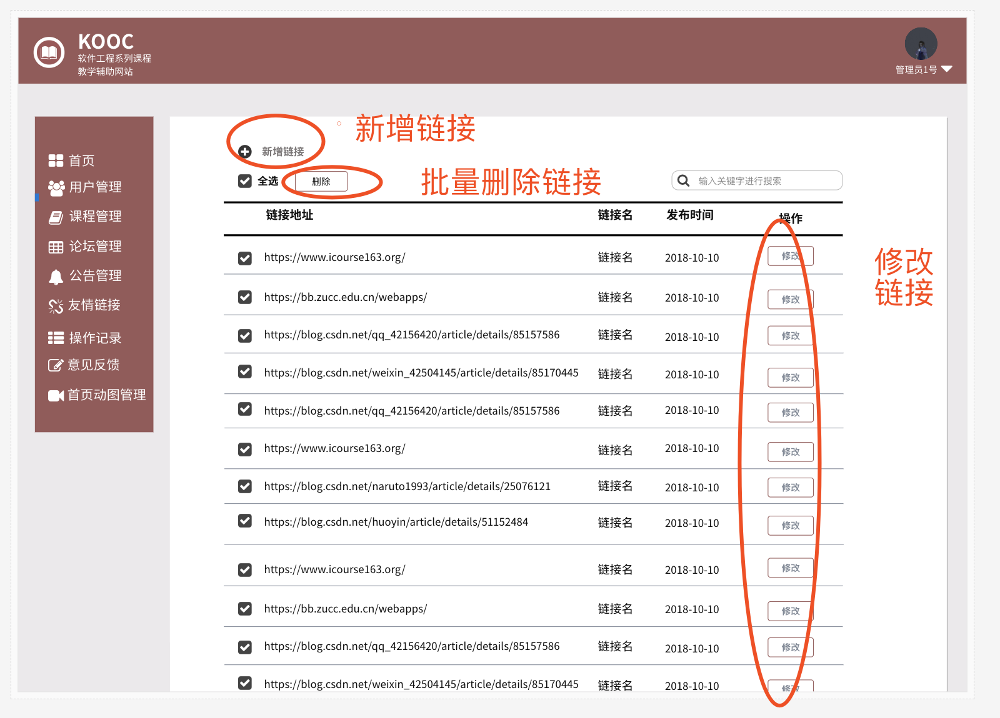 KOOC
软件工程系列课程
教学辅助网站
管理员1号
首页
用户管理
课程管理
论坛管理
公告管理
友情链接
操作记录
意见反馈
首页动图管理
新增链接
新增链接
全选
删除
批量删除链接
输入关键字进行搜索
链接地址 链接名 发布时间 操作
https://www.icourse163.org/ 链接名 2018-10-10 修改
https://bb.zucc.edu.cn/webapps/ 链接名 2018-10-10 修改
https://blog.csdn.net/qq_42156420/article/details/85157586 链接名 2018-10-10 修改
https://blog.csdn.net/weixin_42504145/article/details/85170445 链接名 2018-10-10 修改
https://blog.csdn.net/qq_42156420/article/details/85157586 链接名 2018-10-10 修改
https://www.icourse163.org/ 链接名 2018-10-10 修改
https://blog.csdn.net/naruto1993/article/details/25076121 链接名 2018-10-10 修改
https://blog.csdn.net/huoyin/article/details/51152484 链接名 2018-10-10 修改
https://www.icourse163.org/ 链接名 2018-10-10 修改
https://bb.zucc.edu.cn/webapps/ 链接名 2018-10-10 修改
https://blog.csdn.net/qq_42156420/article/details/85157586 链接名 2018-10-10 修改
https://blog.csdn.net/weixin_42504145/article/details/85170445 链接名 2018-10-10 修改
修改
链接